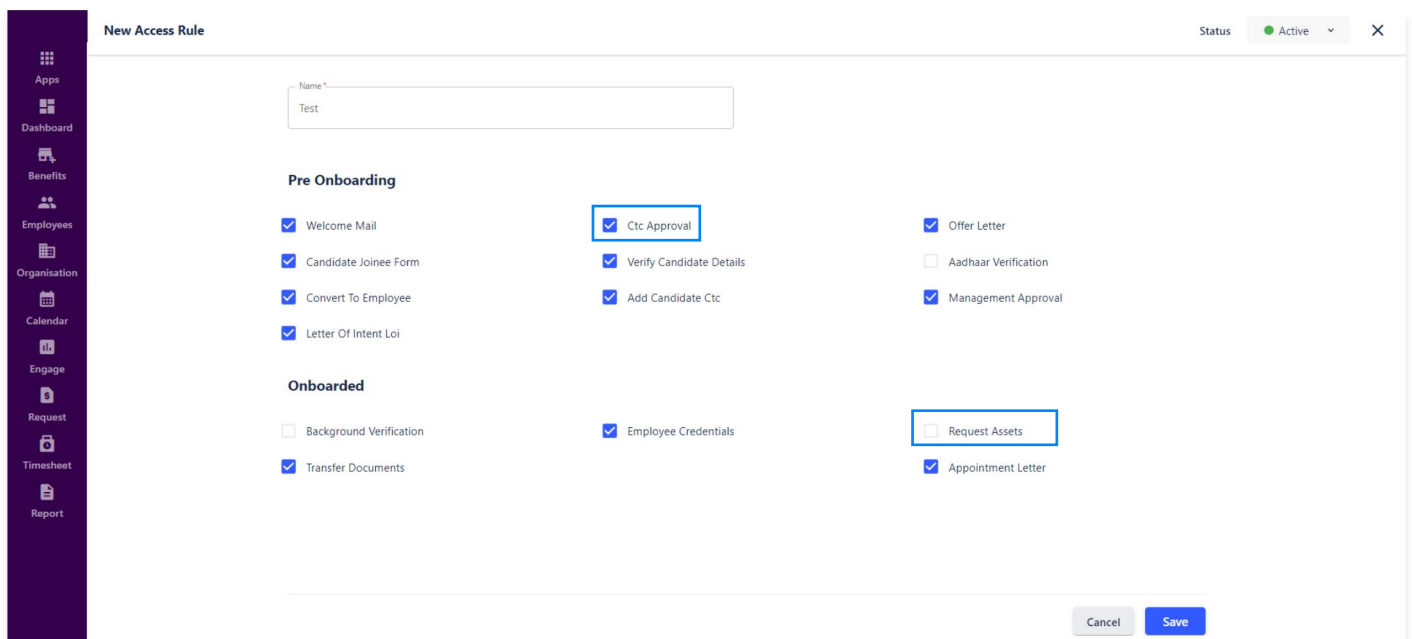 New Access Rule
Status
Active
Apps
Dashboard
Benefits
Employees
Organisation
Calendar
Engage
Request
Timesheet
Report
Name *
Test
Pre Onboarding
Welcome Mail
Ctc Approval
Offer Letter
Candidate Joinee Form
Verify Candidate Details
Aadhaar Verification
Convert To Employee
Add Candidate Ctc
Management Approval
Letter Of Intent Loi
Onboarded
Background Verification
Employee Credentials
Request Assets
Transfer Documents
Appointment Letter
Cancel
Save